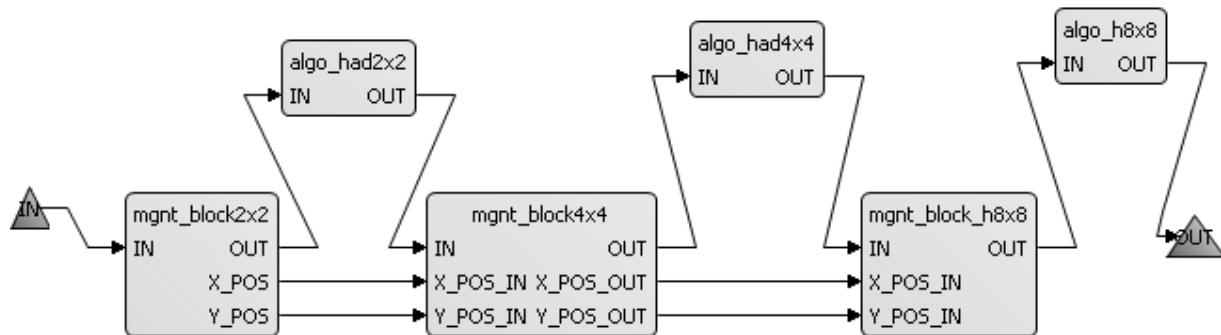 algo_had2x2
IN OUT
algo_had4x4
IN OUT
algo_h8x8
IN OUT
IN
mgnt_block2x2
IN OUT
X_POS
Y_POS
mgnt_block4x4
IN OUT
X_POS_IN X_POS_OUT
Y_POS_IN Y_POS_OUT
mgnt_block_h8x8
IN OUT
X_POS_IN
Y_POS_IN
OUT